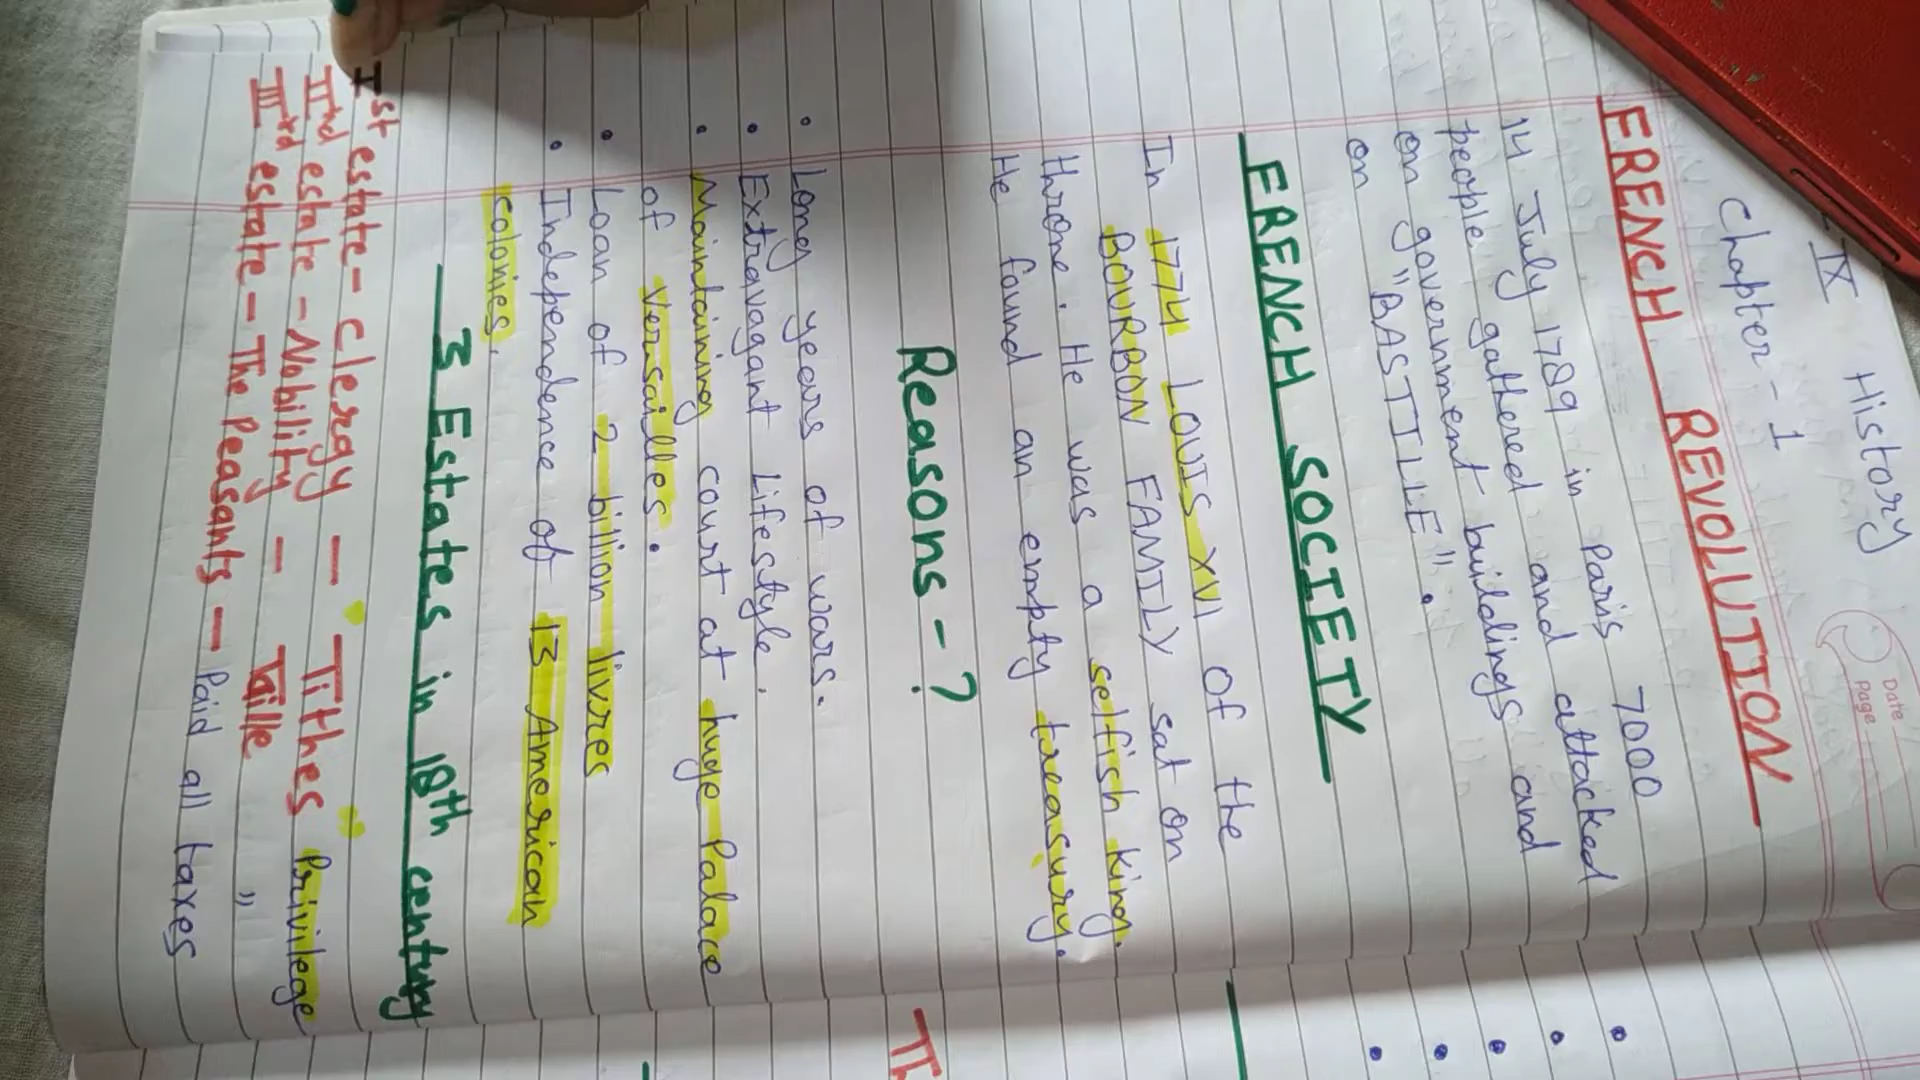 IX History
Chapter - 1
Date
Page
FRENCH REVOLUTION
14 July 1789 in Paris 7000
people gathered and attacked
on government buildings and
on "BASTILLE".
FRENCH SOCIETY
In 1774 LOUIS XVI of the
BOURBON FAMILY sat on
throne. He was a selfish king.
He found an empty treasury.
Reasons - ?
• Long years of wars.
• Extravagant Lifestyle.
• Maintaining court at huge Palace
of Versailles.
• Loan of 2 billion livres
• Independence of 13 American
colonies.
3 Estates in 18th century
Ist estate - Clergy - Tithes Privilege
IInd estate - Nobility - Taille "
IIIrd estate - The Peasants - Paid all taxes